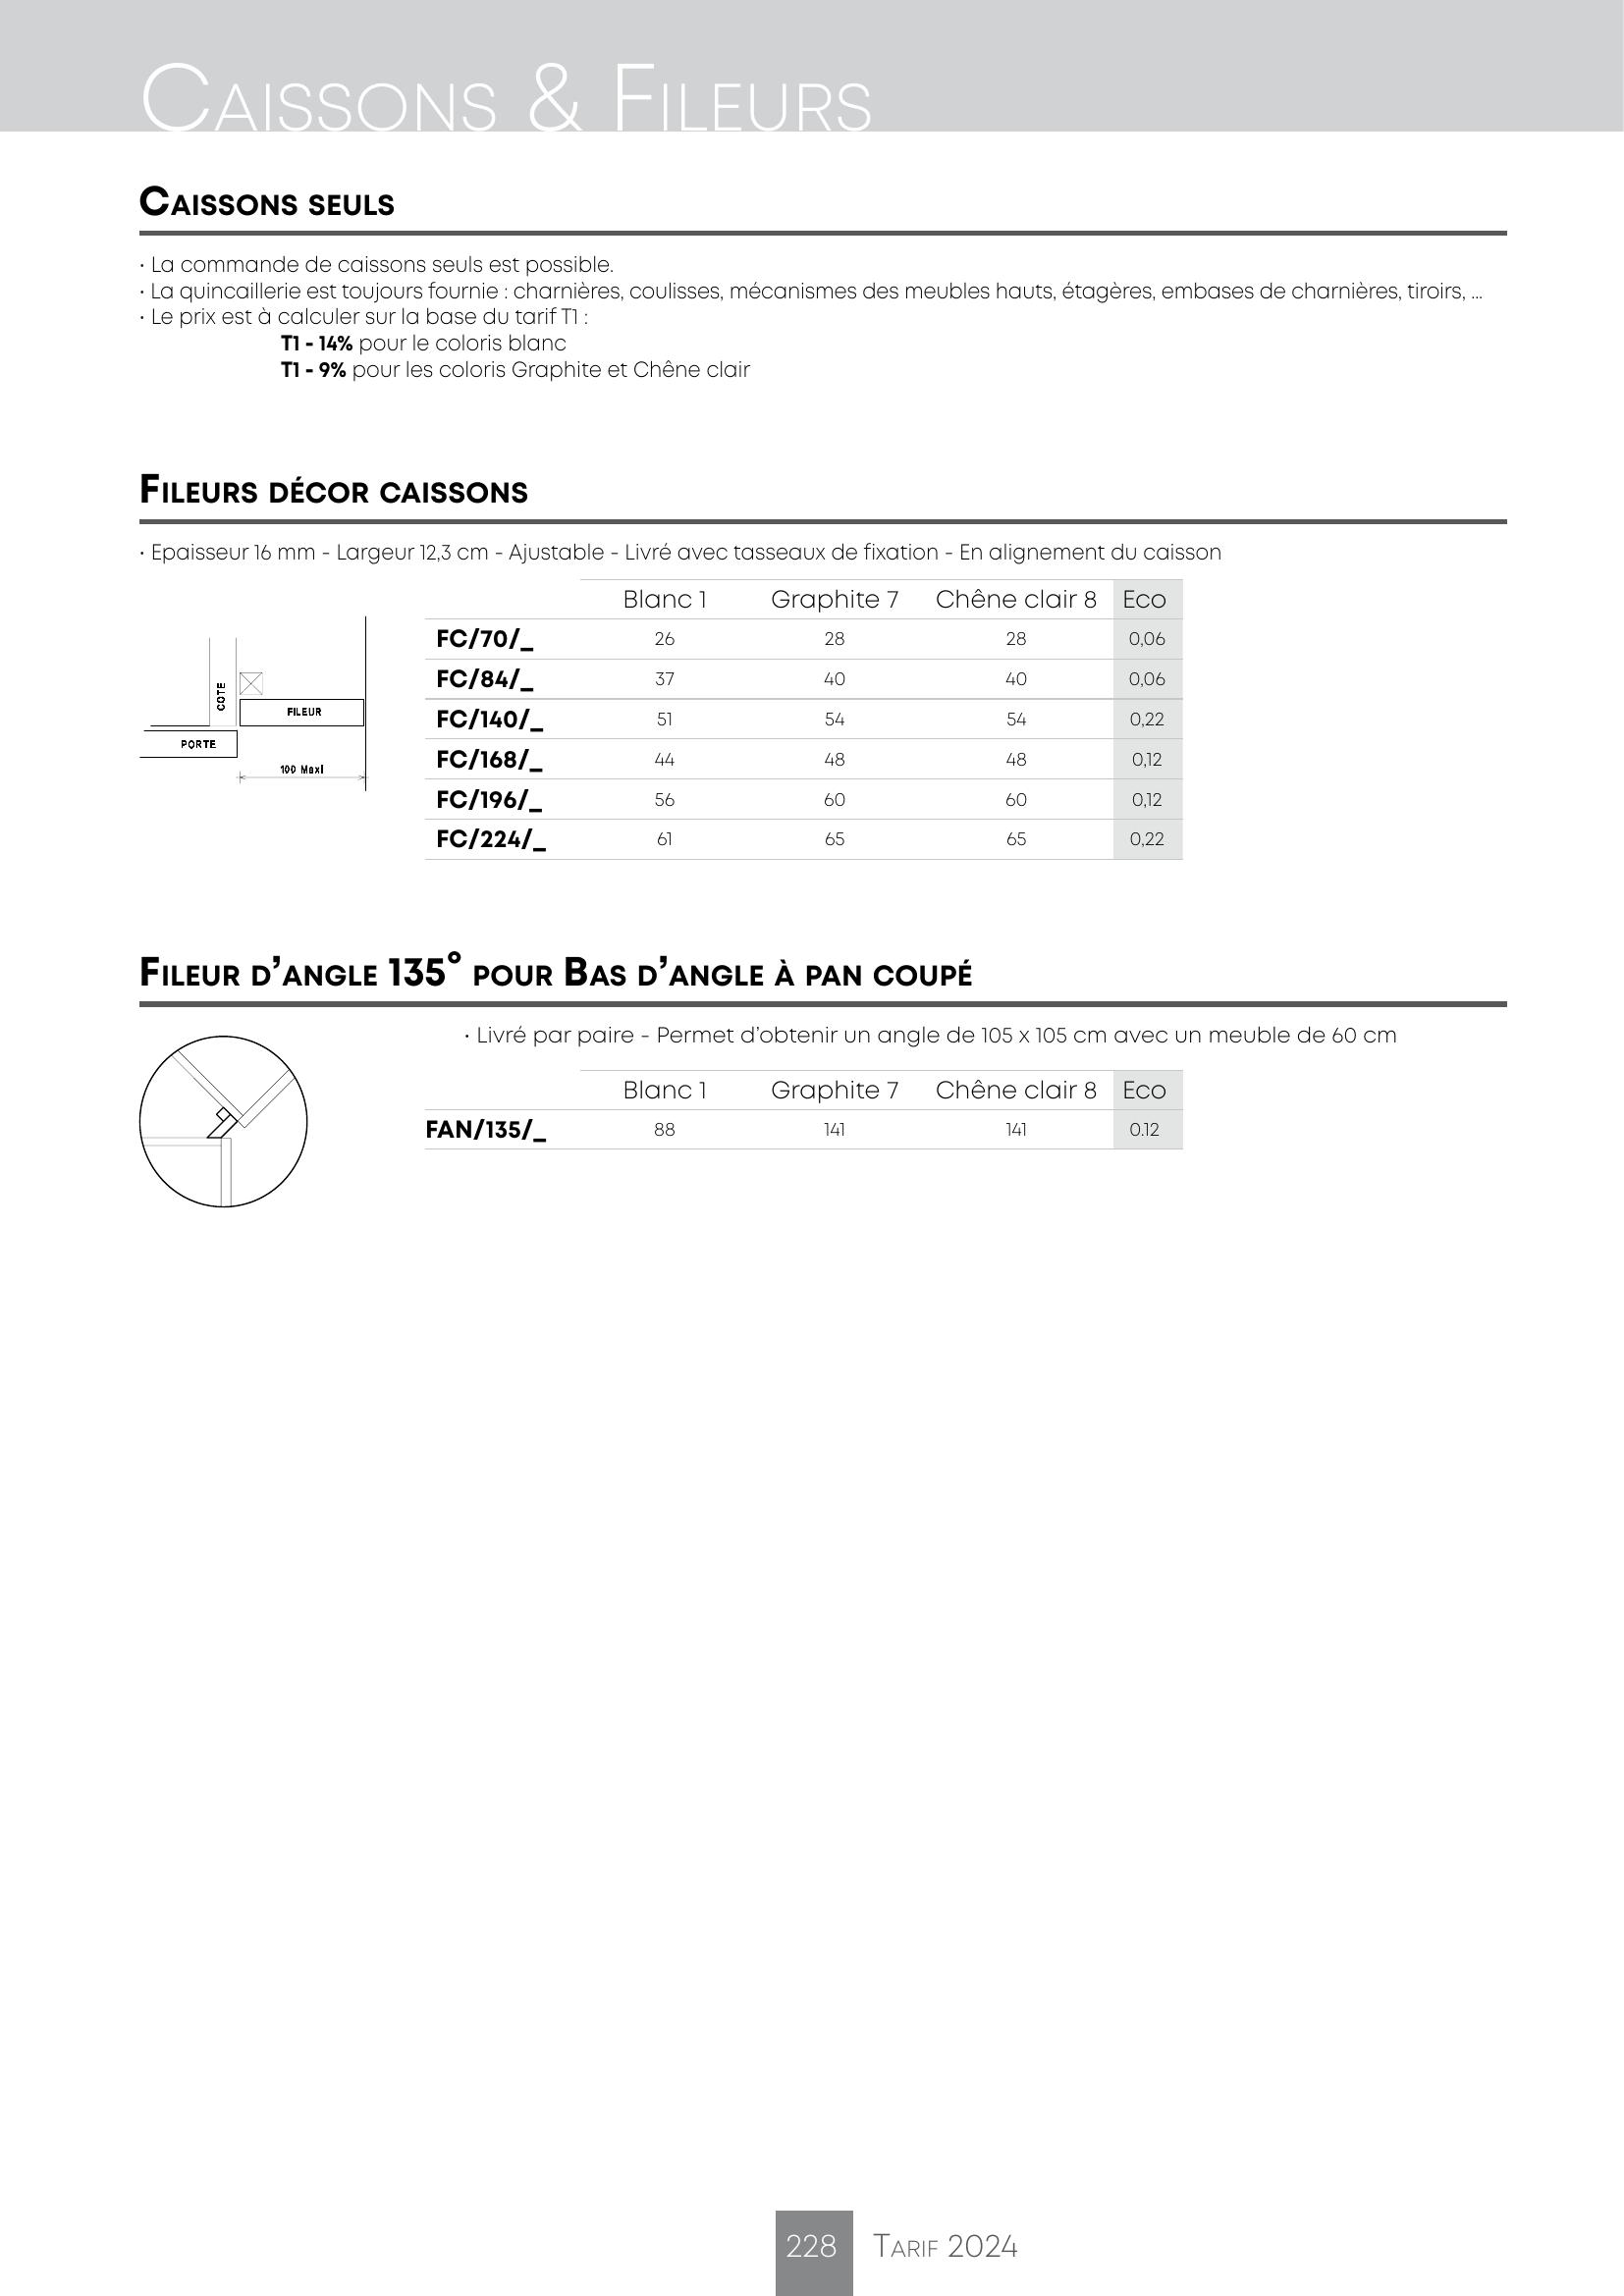 Caissons & Fileurs
Caissons seuls
· La commande de caissons seuls est possible.
· La quincaillerie est toujours fournie : charnières, coulisses, mécanismes des meubles hauts, étagères, embases de charnières, tiroirs, ...
· Le prix est à calculer sur la base du tarif T1 :
T1 - 14% pour le coloris blanc
T1 - 9% pour les coloris Graphite et Chêne clair
Fileurs décor caissons
· Epaisseur 16 mm - Largeur 12,3 cm - Ajustable - Livré avec tasseaux de fixation - En alignement du caisson
COTE
FILEUR
PORTE
100 Maxi
Blanc 1 Graphite 7 Chêne clair 8 Eco
FC/70/_ 26 28 28 0,06
FC/84/_ 37 40 40 0,06
FC/140/_ 51 54 54 0,22
FC/168/_ 44 48 48 0,12
FC/196/_ 56 60 60 0,12
FC/224/_ 61 65 65 0,22
Fileur d’angle 135° pour Bas d’angle à pan coupé
· Livré par paire - Permet d’obtenir un angle de 105 x 105 cm avec un meuble de 60 cm
Blanc 1 Graphite 7 Chêne clair 8 Eco
FAN/135/_ 88 141 141 0.12
228 Tarif 2024